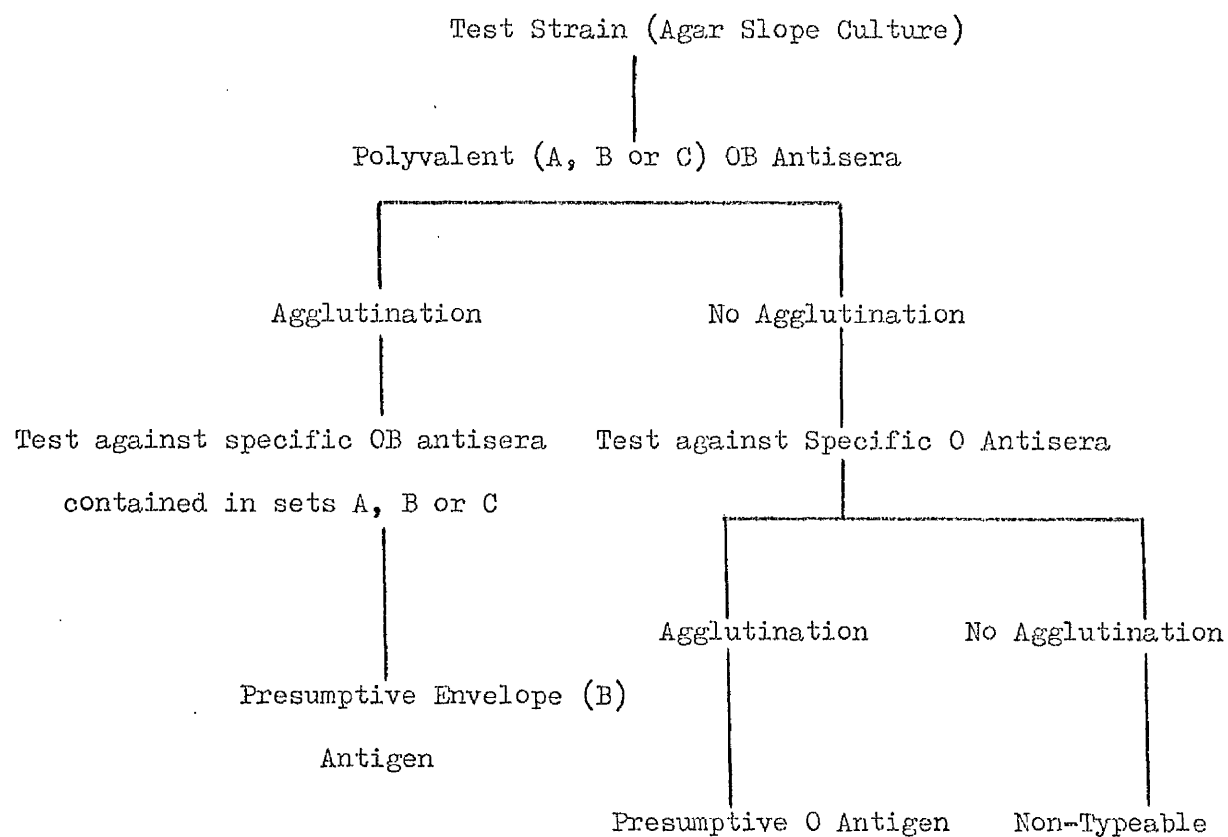 Test Strain (Agar Slope Culture)
Polyvalent (A, B or C) OB Antisera
Agglutination
No Agglutination
Test against specific OB antisera
contained in sets A, B or C
Test against Specific O Antisera
Agglutination
No Agglutination
Presumptive Envelope (B)
Antigen
Presumptive O Antigen
Non-Typeable